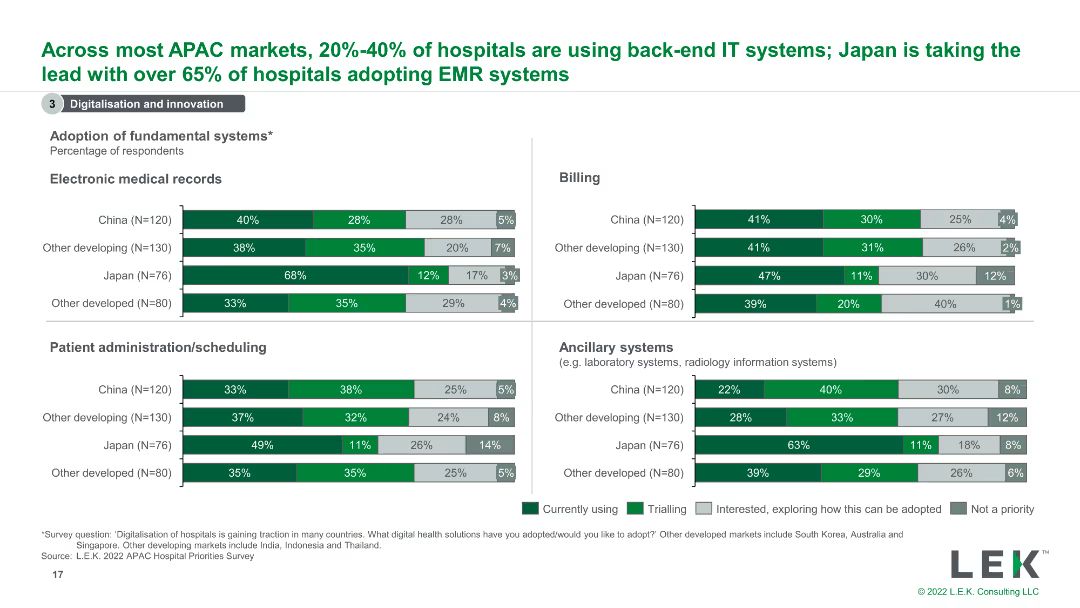 Across most APAC markets, 20%-40% of hospitals are using back-end IT systems; Japan is taking the
lead with over 65% of hospitals adopting EMR systems
3 Digitalisation and innovation
Adoption of fundamental systems*
Percentage of respondents
Electronic medical records
China (N=120) 40% 28% 28% 5%
Other developing (N=130) 38% 35% 20% 7%
Japan (N=76) 68% 12% 17% 3%
Other developed (N=80) 33% 35% 29% 4%
Billing
China (N=120) 41% 30% 25% 4%
Other developing (N=130) 41% 31% 26% 2%
Japan (N=76) 47% 11% 30% 12%
Other developed (N=80) 39% 20% 40% 1%
Patient administration/scheduling
China (N=120) 33% 38% 25% 5%
Other developing (N=130) 37% 32% 24% 8%
Japan (N=76) 49% 11% 26% 14%
Other developed (N=80) 35% 35% 25% 5%
Ancillary systems
(e.g. laboratory systems, radiology information systems)
China (N=120) 22% 40% 30% 8%
Other developing (N=130) 28% 33% 27% 12%
Japan (N=76) 63% 11% 18% 8%
Other developed (N=80) 39% 29% 26% 6%
Currently using Trialling Interested, exploring how this can be adopted Not a priority
*Survey question: 'Digitalisation of hospitals is gaining traction in many countries. What digital health solutions have you adopted/would you like to adopt?' Other developed markets include South Korea, Australia and
Singapore. Other developing markets include India, Indonesia and Thailand.
Source: L.E.K. 2022 APAC Hospital Priorities Survey
17
LEK™
© 2022 L.E.K. Consulting LLC